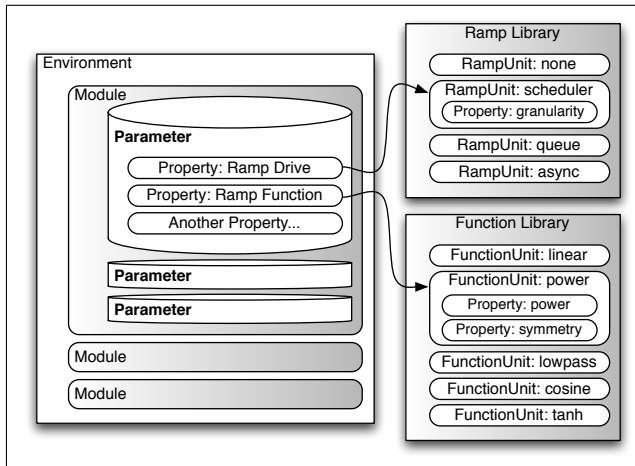 Environment
Module
Parameter
Property: Ramp Drive
Property: Ramp Function
Another Property...
Parameter
Parameter
Module
Module
Ramp Library
RampUnit: none
RampUnit: scheduler
Property: granularity
RampUnit: queue
RampUnit: async
Function Library
FunctionUnit: linear
FunctionUnit: power
Property: power
Property: symmetry
FunctionUnit: lowpass
FunctionUnit: cosine
FunctionUnit: tanh